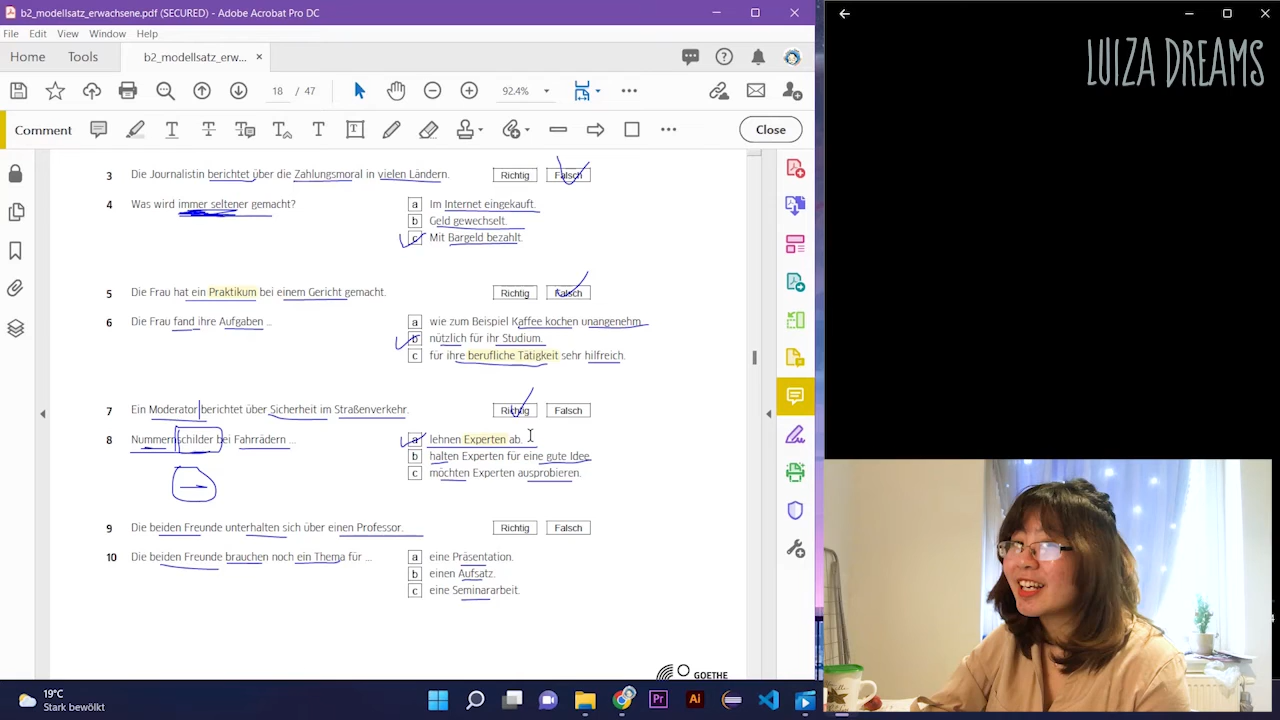 b2_modellsatz_erwachsene.pdf (SECURED) - Adobe Acrobat Pro DC
File Edit View Window Help
Home Tools b2_modellsatz_erw...
18 / 47 92.4%
Comment Close
LUIZA DREAMS
3 Die Journalistin berichtet über die Zahlungsmoral in vielen Ländern. Richtig Falsch
4 Was wird immer seltener gemacht? a Im Internet eingekauft.
b Geld gewechselt.
c Mit Bargeld bezahlt.
5 Die Frau hat ein Praktikum bei einem Gericht gemacht. Richtig Falsch
6 Die Frau fand ihre Aufgaben ... a wie zum Beispiel Kaffee kochen unangenehm.
b nützlich für ihr Studium.
c für ihre berufliche Tätigkeit sehr hilfreich.
7 Ein Moderator berichtet über Sicherheit im Straßenverkehr. Richtig Falsch
8 Nummernschilder bei Fahrrädern ... a lehnen Experten ab.
b halten Experten für eine gute Idee.
c möchten Experten ausprobieren.
9 Die beiden Freunde unterhalten sich über einen Professor. Richtig Falsch
10 Die beiden Freunde brauchen noch ein Thema für ... a eine Präsentation.
b einen Aufsatz.
c eine Seminararbeit.
GOETHE
19°C
Stark bewölkt
Pr Ai